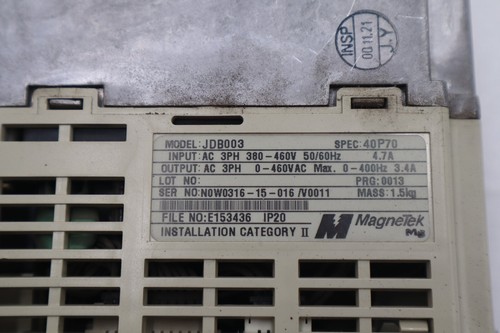 INSP
00.11.21
J.Y
MODEL: JDB003 SPEC: 40P70
INPUT: AC 3PH 380-460V 50/60Hz 4.7A
OUTPUT: AC 3PH 0-460VAC Max. 0-400Hz 3.4A
LOT NO: PRG: 0013
SER NO: N0W0316-15-016 /V0011 MASS: 1.5kg
FILE NO: E153436 IP20
INSTALLATION CATEGORY II MagneTek